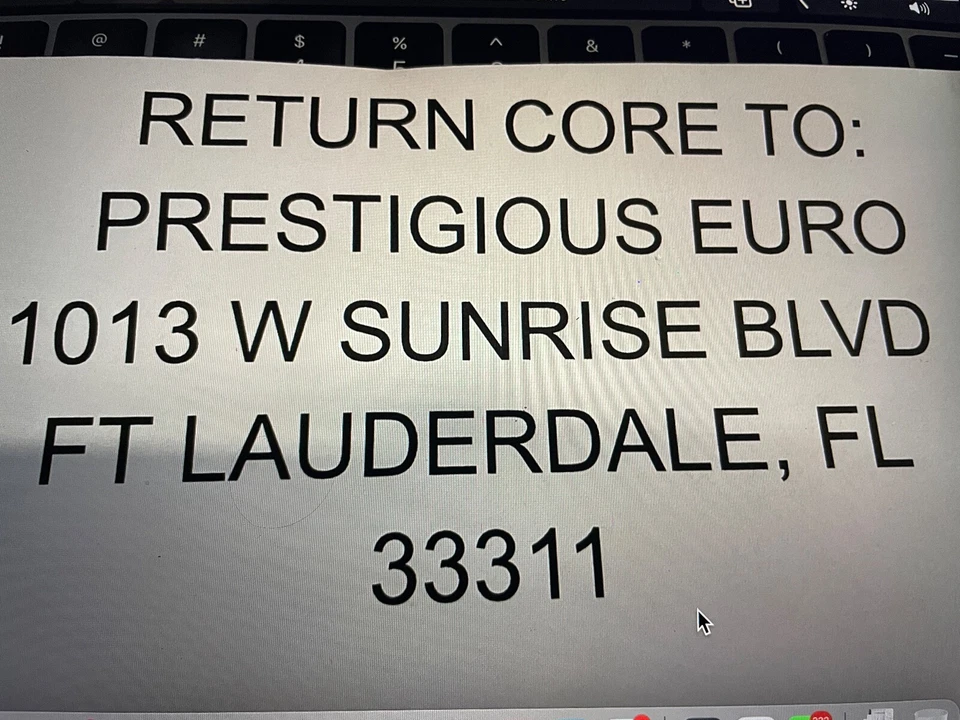 ! @ # $ % ^ & * ( ) _
RETURN CORE TO:
PRESTIGIOUS EURO
1013 W SUNRISE BLVD
FT LAUDERDALE, FL
33311